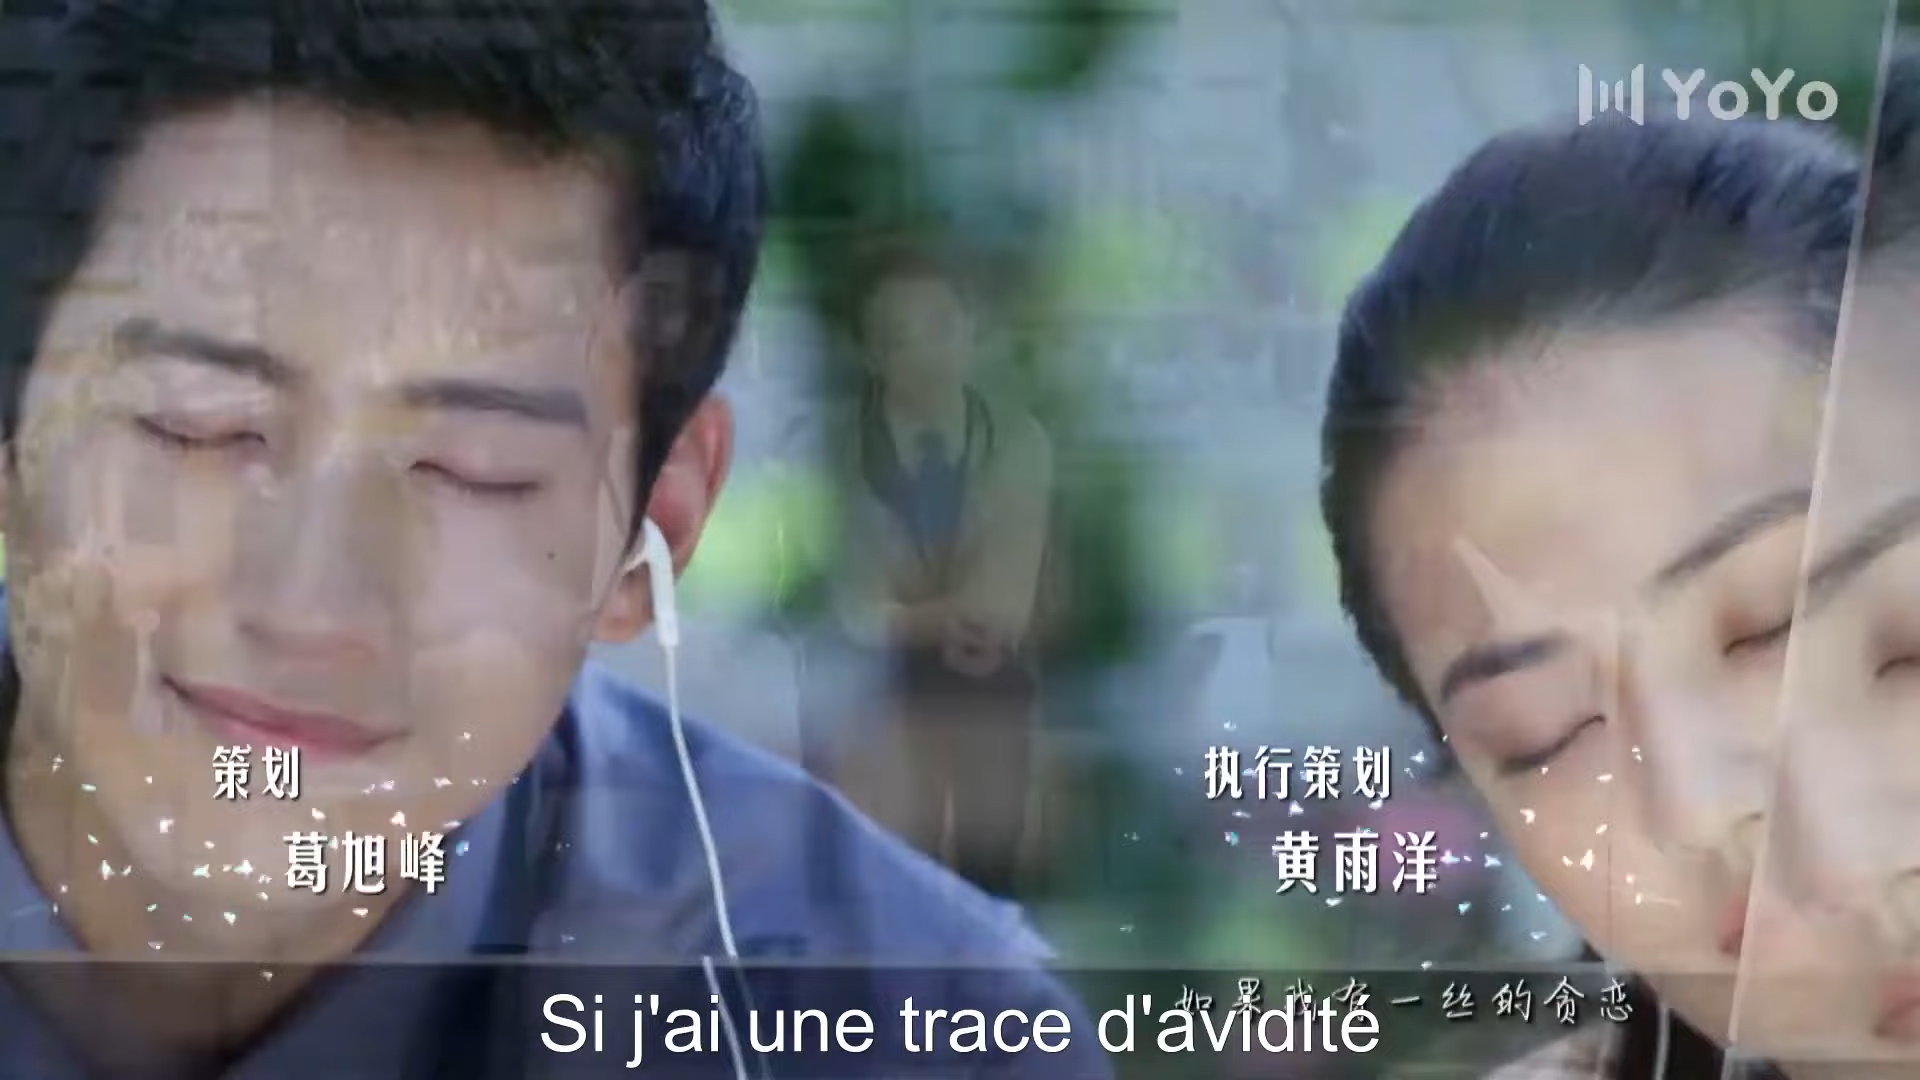 YoYo
策划
葛旭峰
执行策划
黄雨洋
如果我有一丝的贪恋
Si j'ai une trace d'avidité